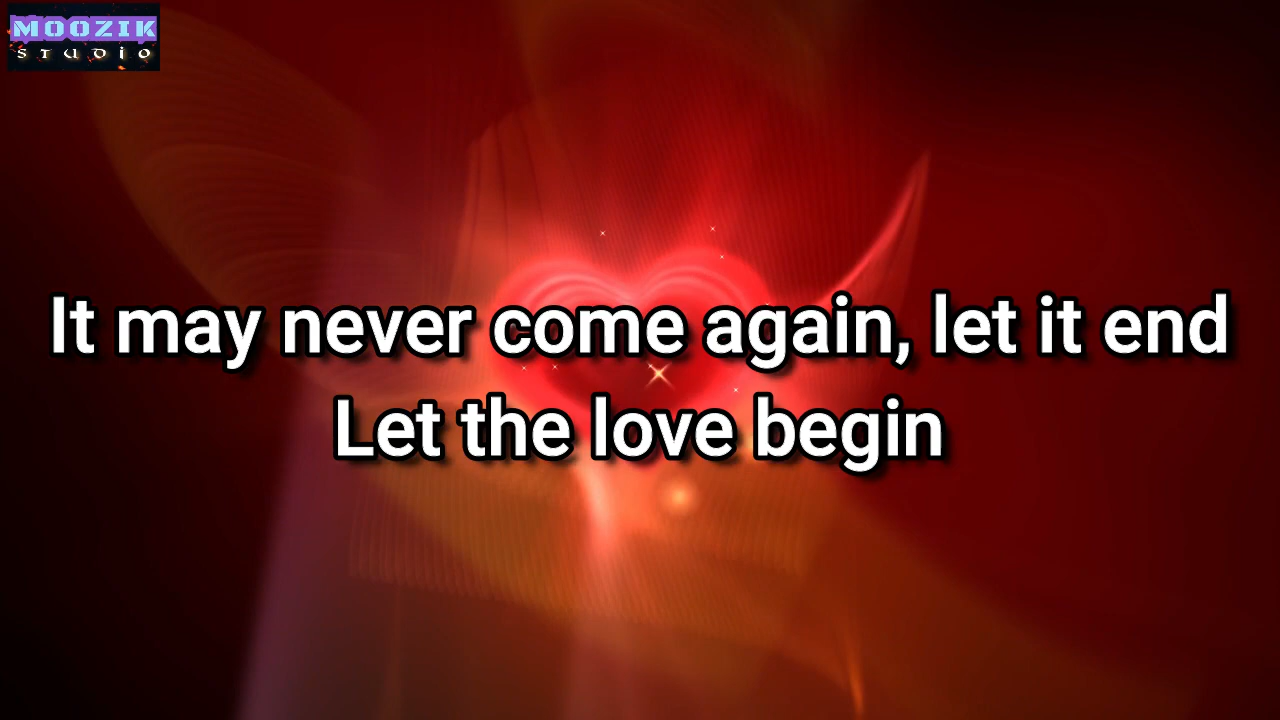 MOOZIK
STUDIO
It may never come again, let it end
Let the love begin